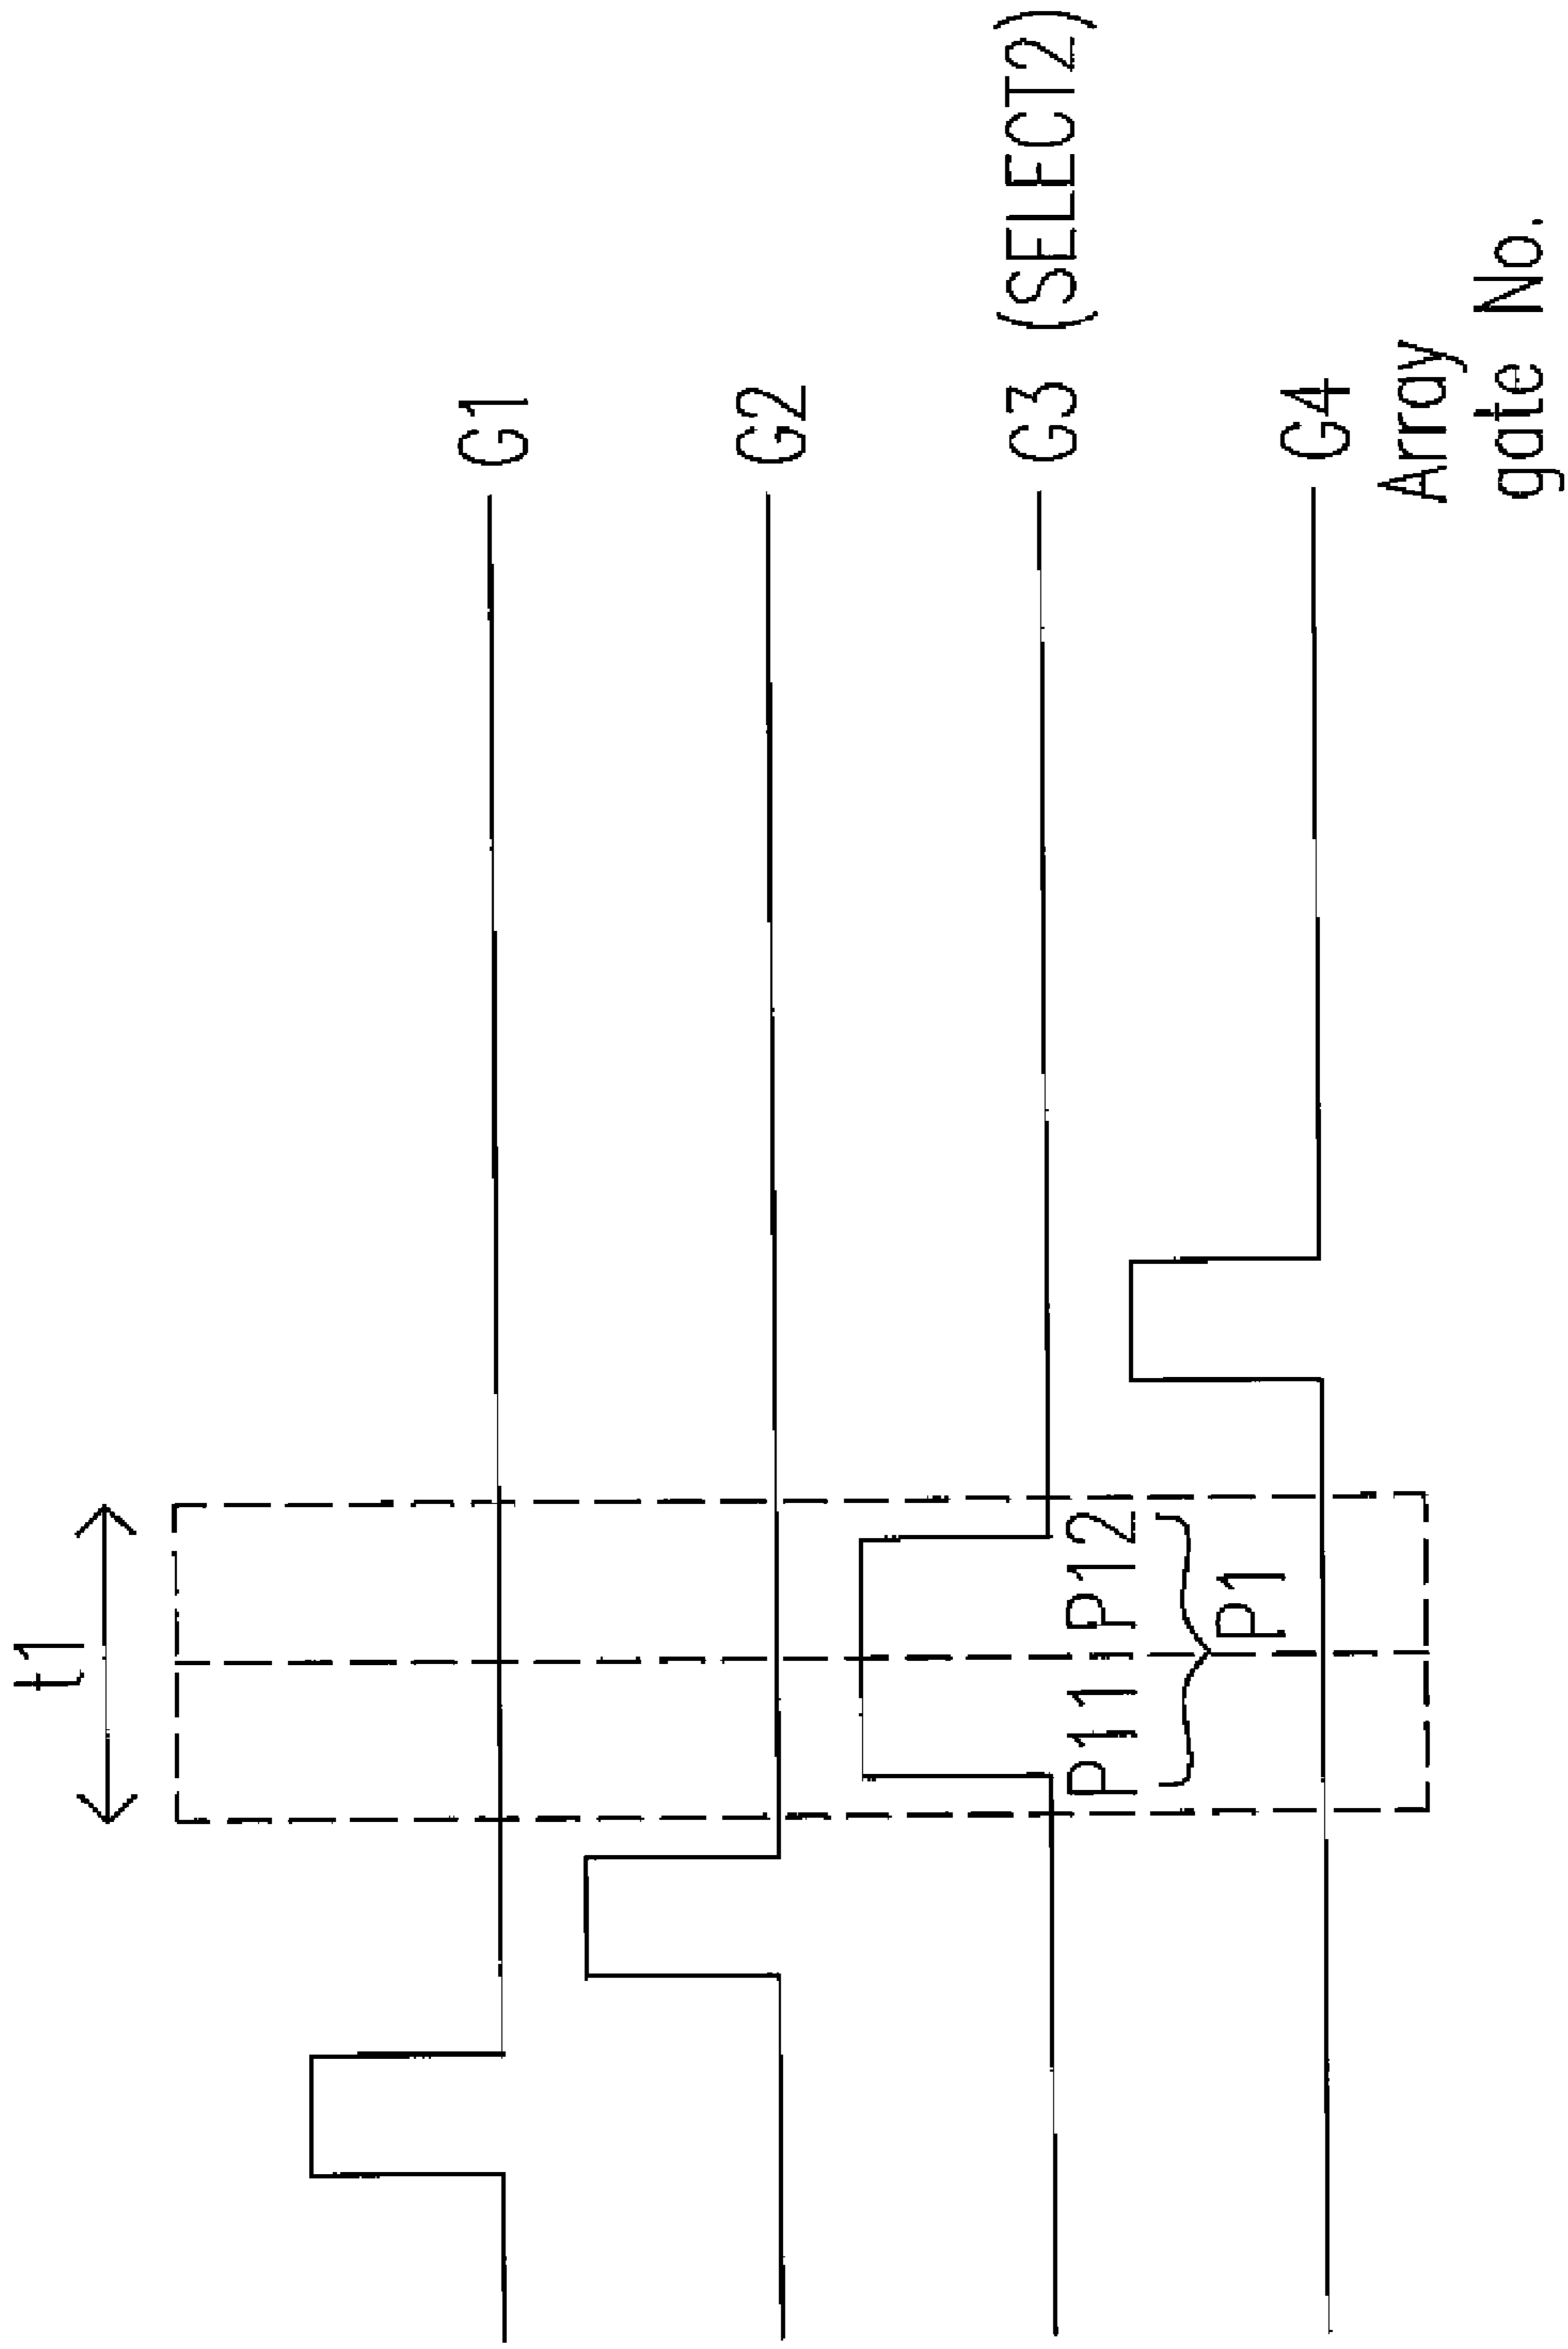 t1
G1
G2
G3 (SELECT2)
P11 P12
P1
G4
Array
gate No.